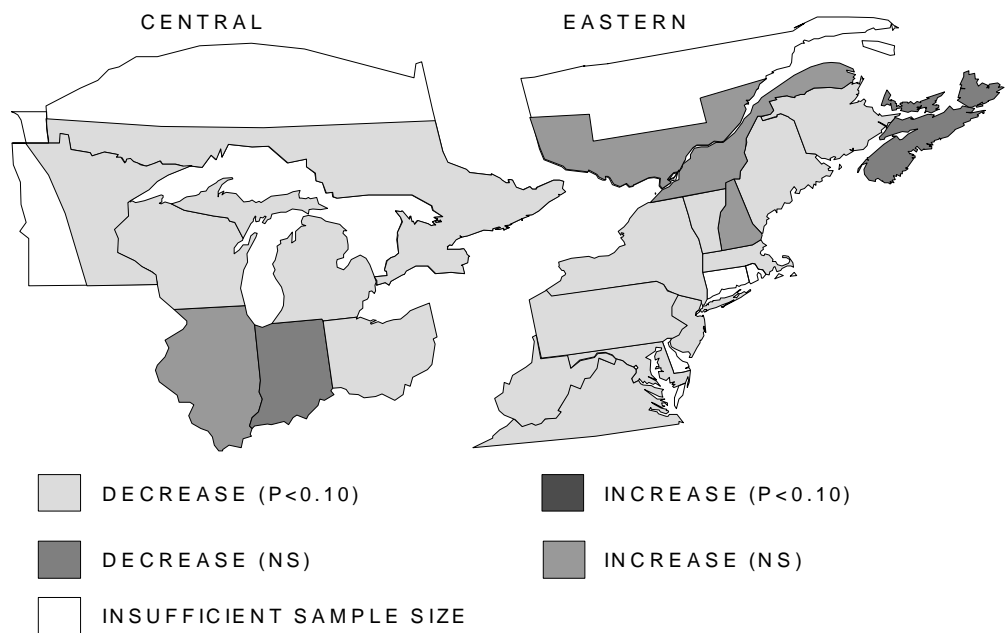 CENTRAL
EASTERN
DECREASE (P<0.10)
INCREASE (P<0.10)
DECREASE (NS)
INCREASE (NS)
INSUFFICIENT SAMPLE SIZE